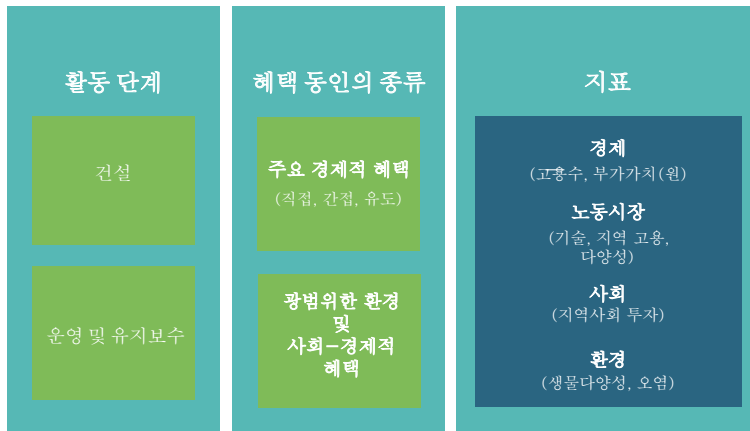 활동 단계
건설
운영 및 유지보수
혜택 동인의 종류
주요 경제적 혜택
(직접, 간접, 유도)
광범위한 환경
및
사회-경제적
혜택
지표
경제
(고용수, 부가가치(원)
노동시장
(기술, 지역 고용,
다양성)
사회
(지역사회 투자)
환경
(생물다양성, 오염)